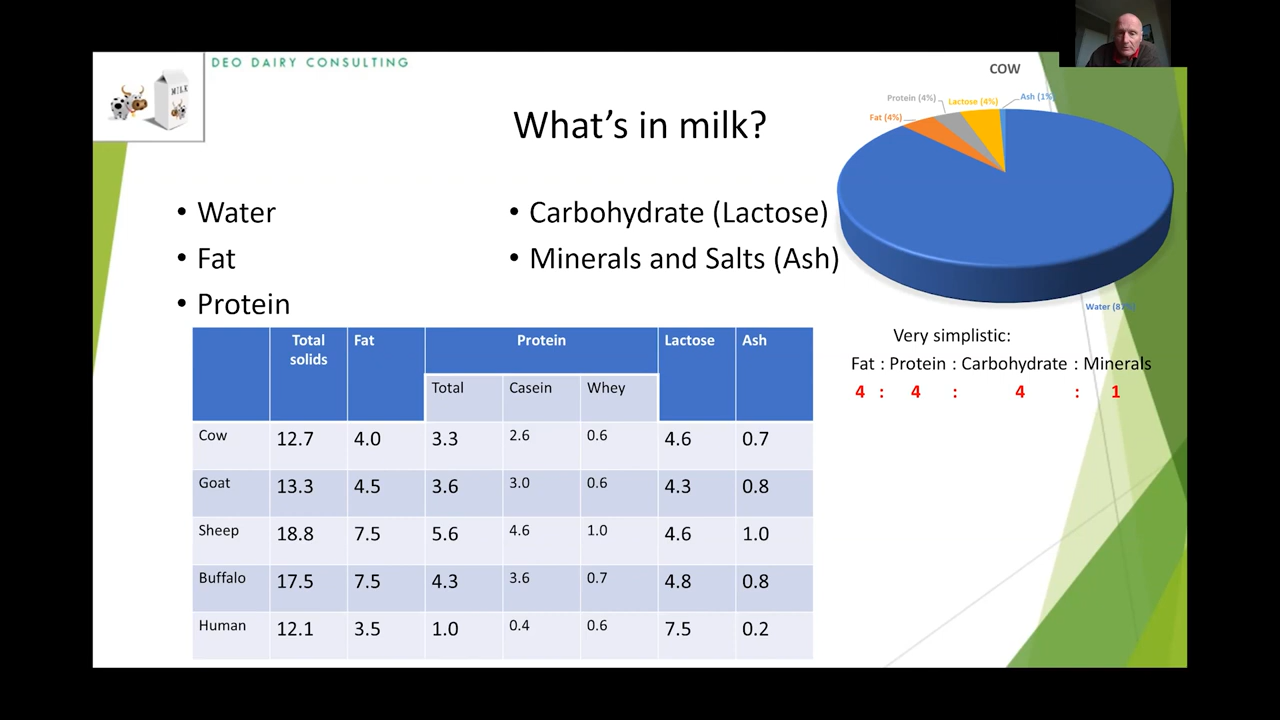 DEO DAIRY CONSULTING
MILK
What's in milk?
• Water
• Fat
• Protein
• Carbohydrate (Lactose)
• Minerals and Salts (Ash)
COW
Protein (4%)
Lactose (4%)
Ash (1%)
Fat (4%)
Water (87%)
Very simplistic:
Fat : Protein : Carbohydrate : Minerals
4 : 4 : 4 : 1
Total solids Fat Protein Lactose Ash
Total Casein Whey
Cow 12.7 4.0 3.3 2.6 0.6 4.6 0.7
Goat 13.3 4.5 3.6 3.0 0.6 4.3 0.8
Sheep 18.8 7.5 5.6 4.6 1.0 4.6 1.0
Buffalo 17.5 7.5 4.3 3.6 0.7 4.8 0.8
Human 12.1 3.5 1.0 0.4 0.6 7.5 0.2